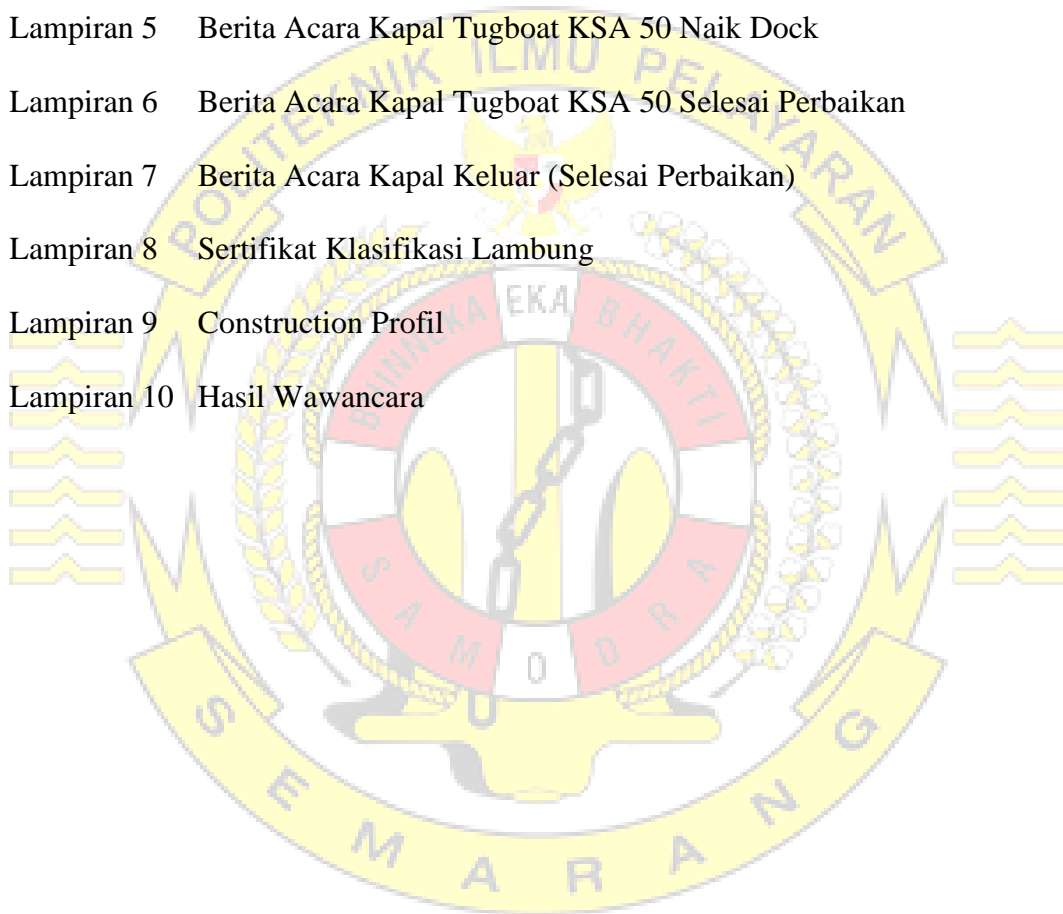 Lampiran 5 Berita Acara Kapal Tugboat KSA 50 Naik Dock
Lampiran 6 Berita Acara Kapal Tugboat KSA 50 Selesai Perbaikan
Lampiran 7 Berita Acara Kapal Keluar (Selesai Perbaikan)
Lampiran 8 Sertifikat Klasifikasi Lambung
Lampiran 9 Construction Profil
Lampiran 10 Hasil Wawancara
POLITEKNIK ILMU PELAYARAN
BHINNEKA EKA BHAKTI
SAMODRA
SEMARANG